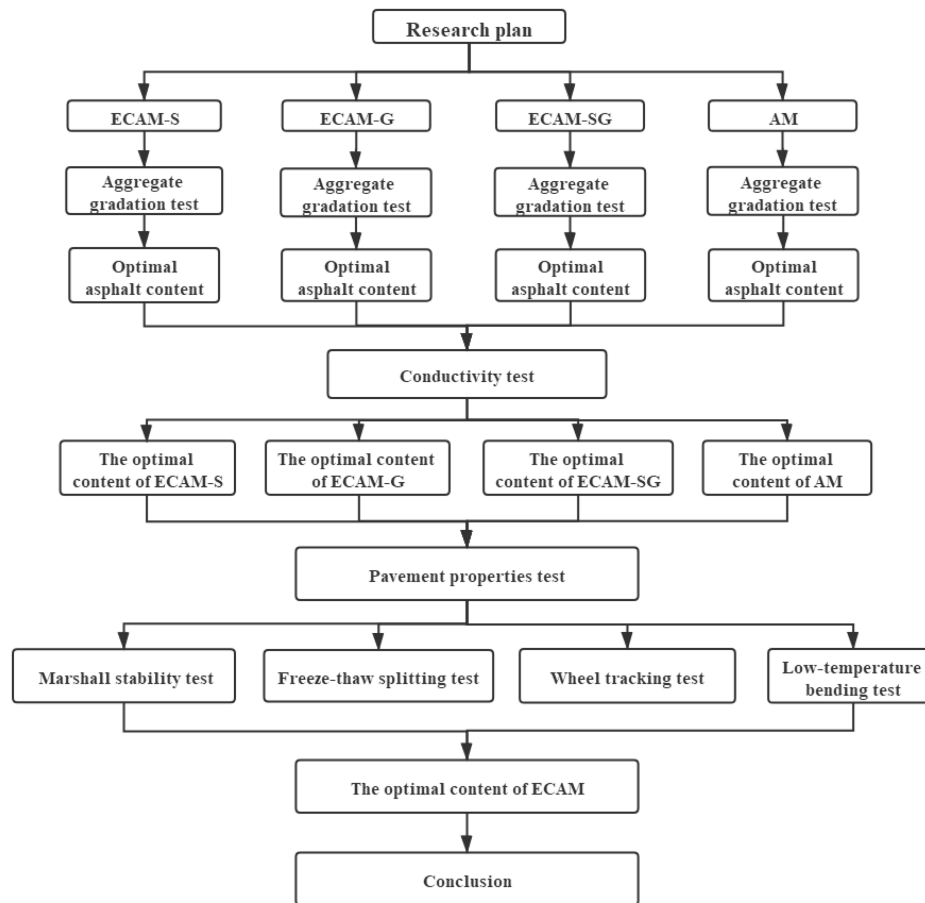 Research plan
ECAM-S
ECAM-G
ECAM-SG
AM
Aggregate
gradation test
Aggregate
gradation test
Aggregate
gradation test
Aggregate
gradation test
Optimal
asphalt content
Optimal
asphalt content
Optimal
asphalt content
Optimal
asphalt content
Conductivity test
The optimal
content of ECAM-S
The optimal content
of ECAM-G
The optimal
content of ECAM-SG
The optimal
content of AM
Pavement properties test
Marshall stability test
Freeze-thaw splitting test
Wheel tracking test
Low-temperature
bending test
The optimal content of ECAM
Conclusion